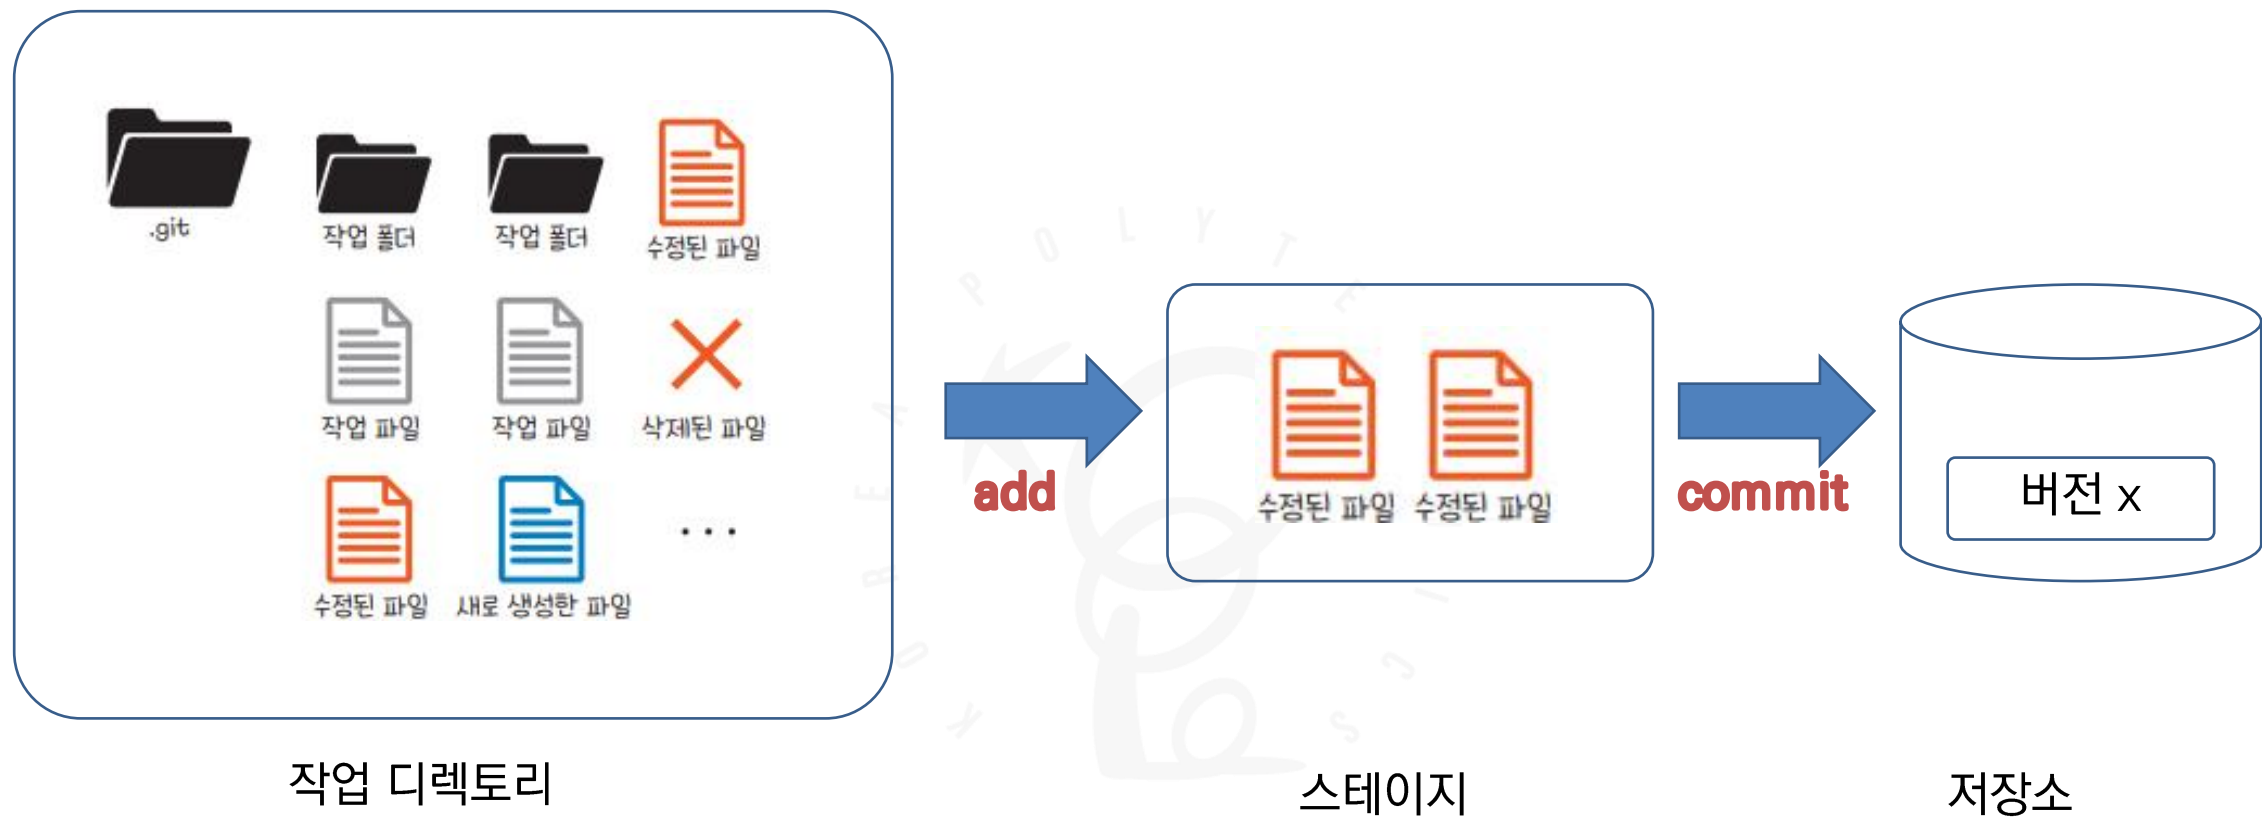 .git
작업 폴더
작업 폴더
수정된 파일
작업 파일
작업 파일
삭제된 파일
수정된 파일
새로 생성한 파일
...
작업 디렉토리
add
수정된 파일
수정된 파일
스테이지
commit
버전 x
저장소
KOREA POLYTECHNICS